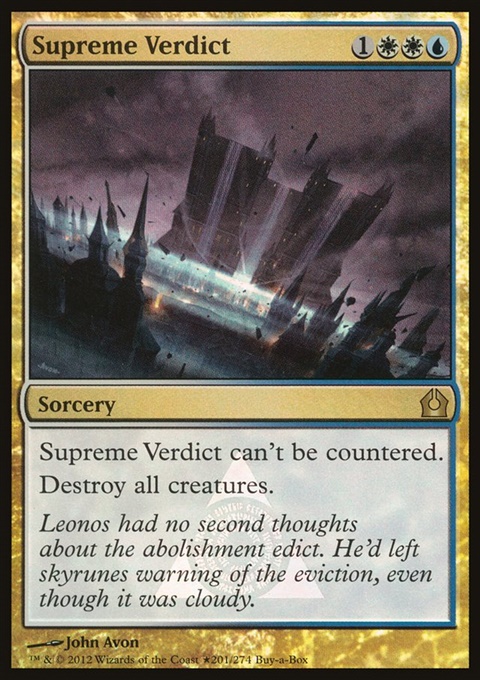 Supreme Verdict 1
Sorcery
Supreme Verdict can't be countered.
Destroy all creatures.
Leonos had no second thoughts
about the abolishment edict. He'd left
skyrunes warning of the eviction, even
though it was cloudy.
John Avon
™ & © 2012 Wizards of the Coast ★201/274 Buy-a-Box